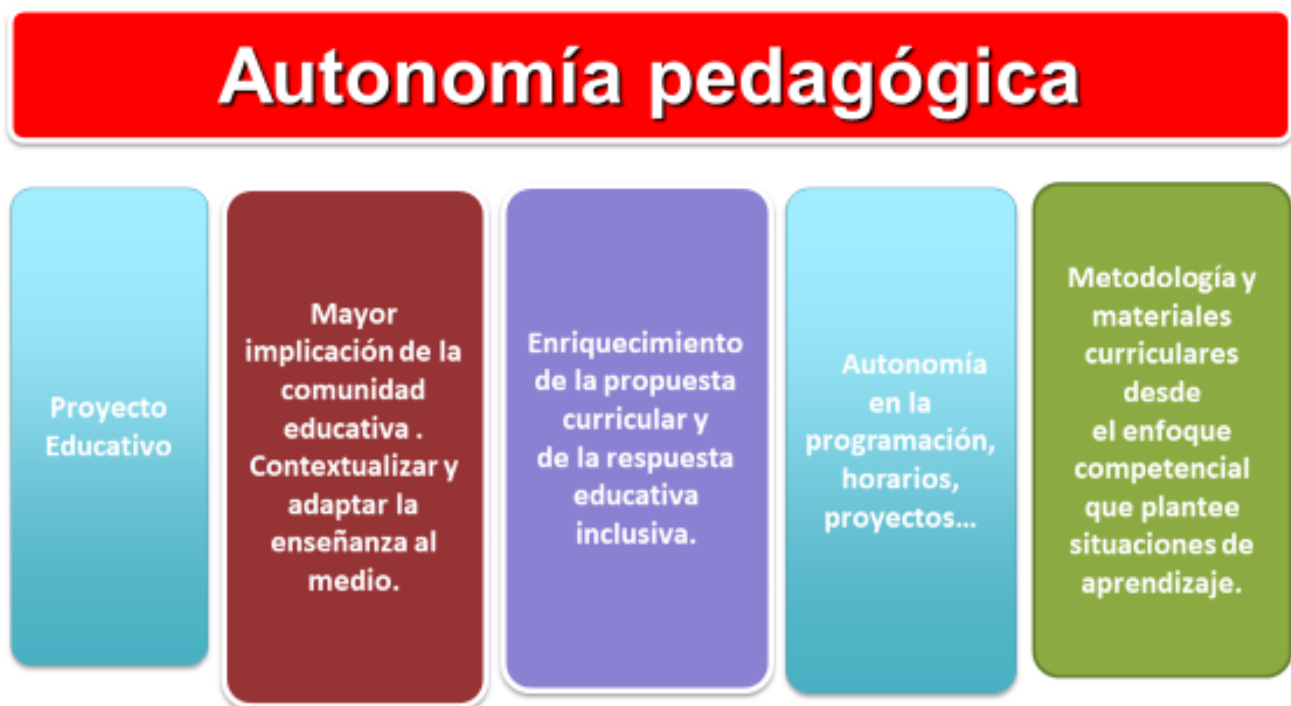 Autonomía pedagógica
Proyecto
Educativo
Mayor
implicación de la
comunidad
educativa .
Contextualizar y
adaptar la
enseñanza al
medio.
Enriquecimiento
de la propuesta
curricular y
de la respuesta
educativa
inclusiva.
Autonomía
en la
programación,
horarios,
proyectos...
Metodología y
materiales
curriculares
desde
el enfoque
competencial
que plantee
situaciones de
aprendizaje.